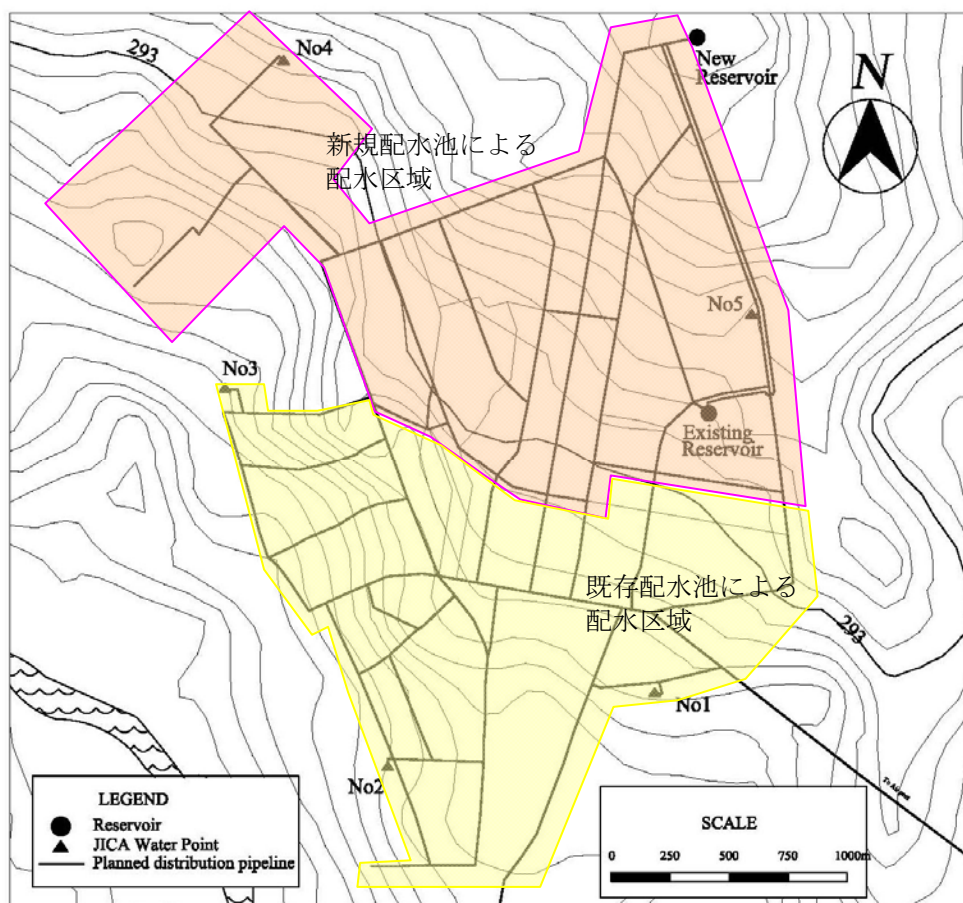 293
No4
New
Reservoir
N
新規配水池による
配水区域
No5
No3
Existing
Reservoir
既存配水池による
配水区域
293
No1
No2
To Airport
LEGEND
Reservoir
JICA Water Point
Planned distribution pipeline
SCALE
0 250 500 750 1000m